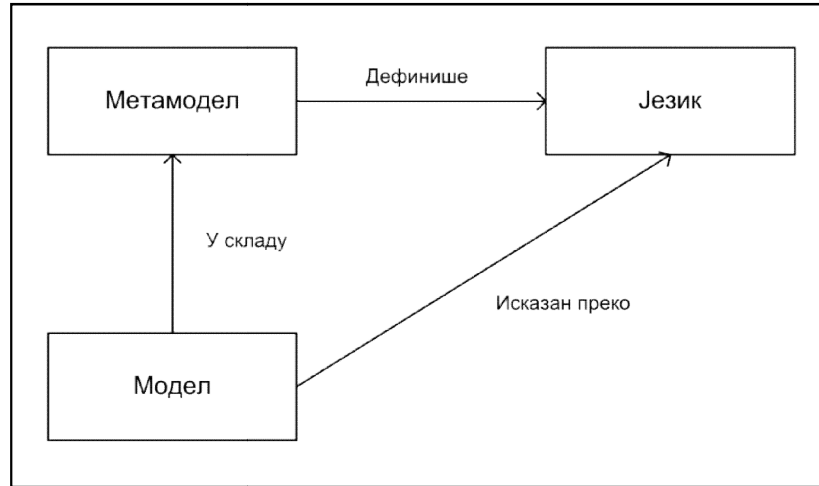 Дефинише
Метамодел
Језик
У складу
Исказан преко
Модел